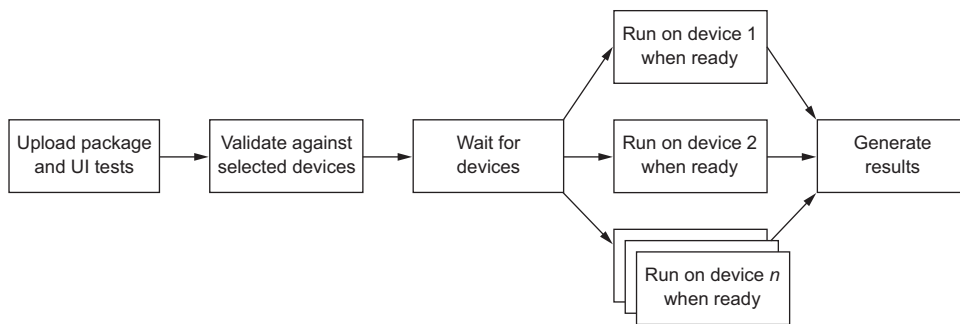 Upload package
and UI tests
Validate against
selected devices
Wait for
devices
Run on device 1
when ready
Run on device 2
when ready
Run on device n
when ready
Generate
results